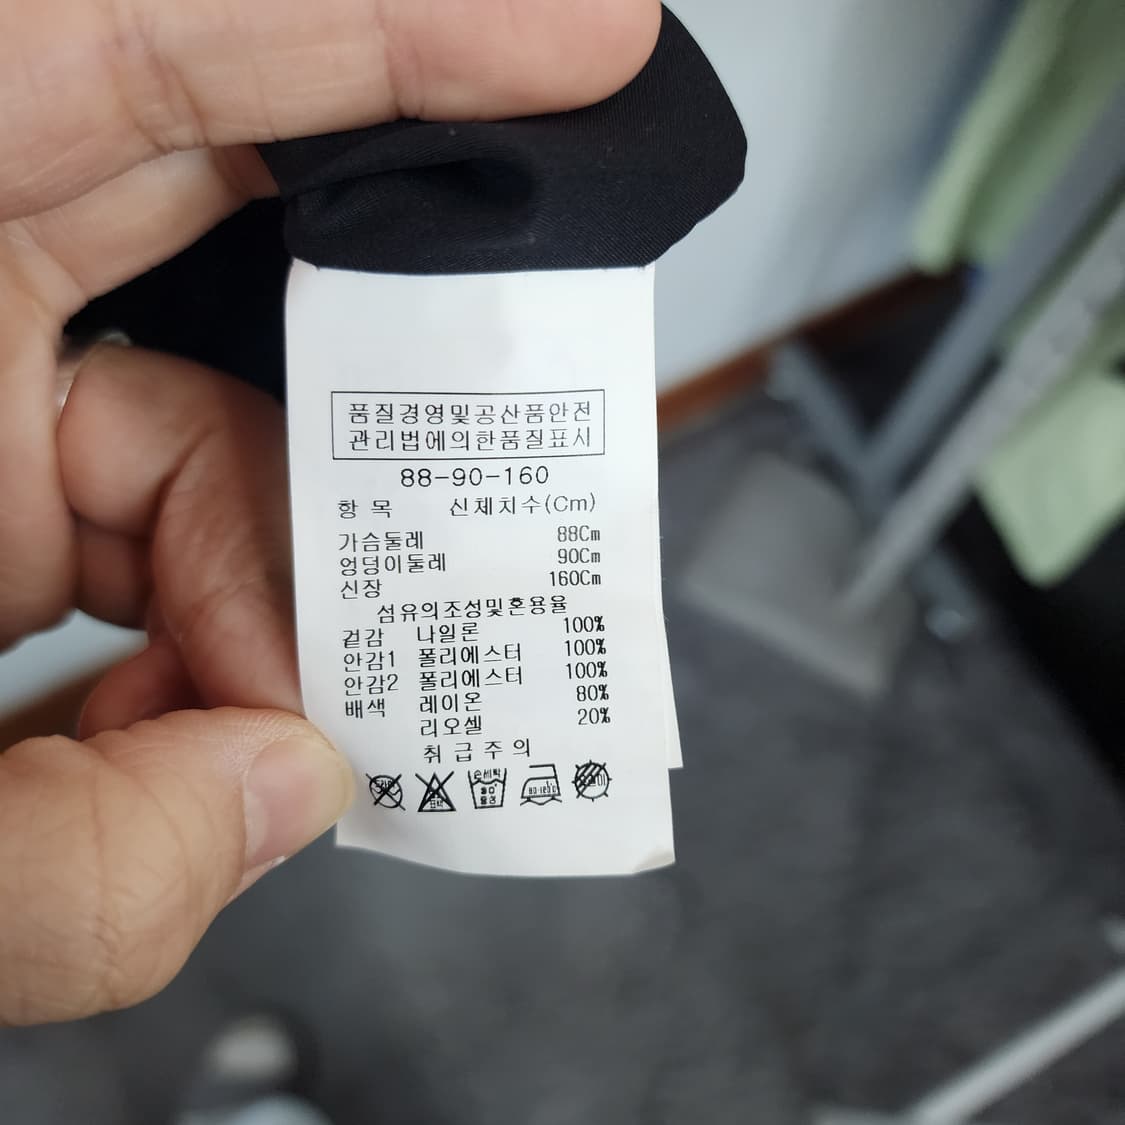 품질경영및공산품안전
관리법에의한품질표시
88-90-160
항 목 신체치수(Cm)
가슴둘레 88Cm
엉덩이둘레 90Cm
신장 160Cm
섬유의조성및혼용율
겉감 나일론 100%
안감1 폴리에스터 100%
안감2 폴리에스터 100%
배색 레이온 80%
리오셀 20%
취 급 주 의
손세탁